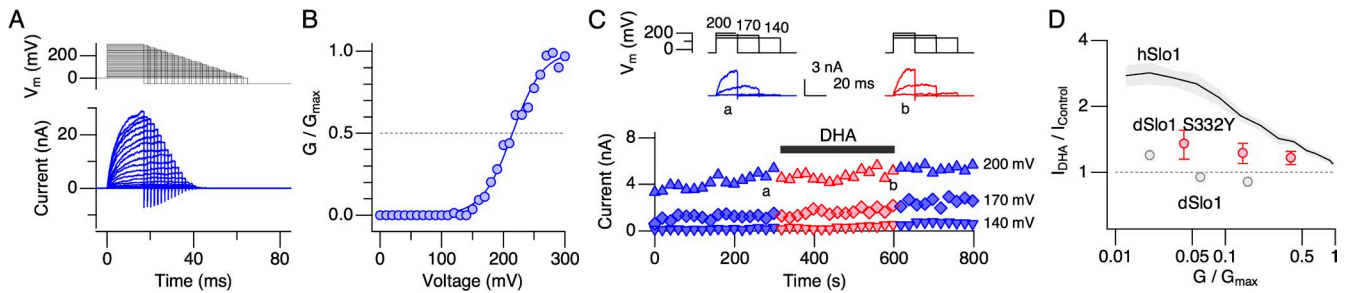 A
V_m (mV)
200
0
Current (nA)
20
0
0
40
80
Time (ms)
B
G / G_max
1.0
0.5
0.0
0
100
200
300
Voltage (mV)
C
V_m (mV)
200
0
200 170 140
3 nA
20 ms
a
b
DHA
Current (nA)
8
4
0
a
b
200 mV
170 mV
140 mV
0
200
400
600
800
Time (s)
D
I_DHA / I_Control
4
2
1
hSlo1
dSlo1 S332Y
dSlo1
0.01
0.05
0.1
0.5
1
G / G_max